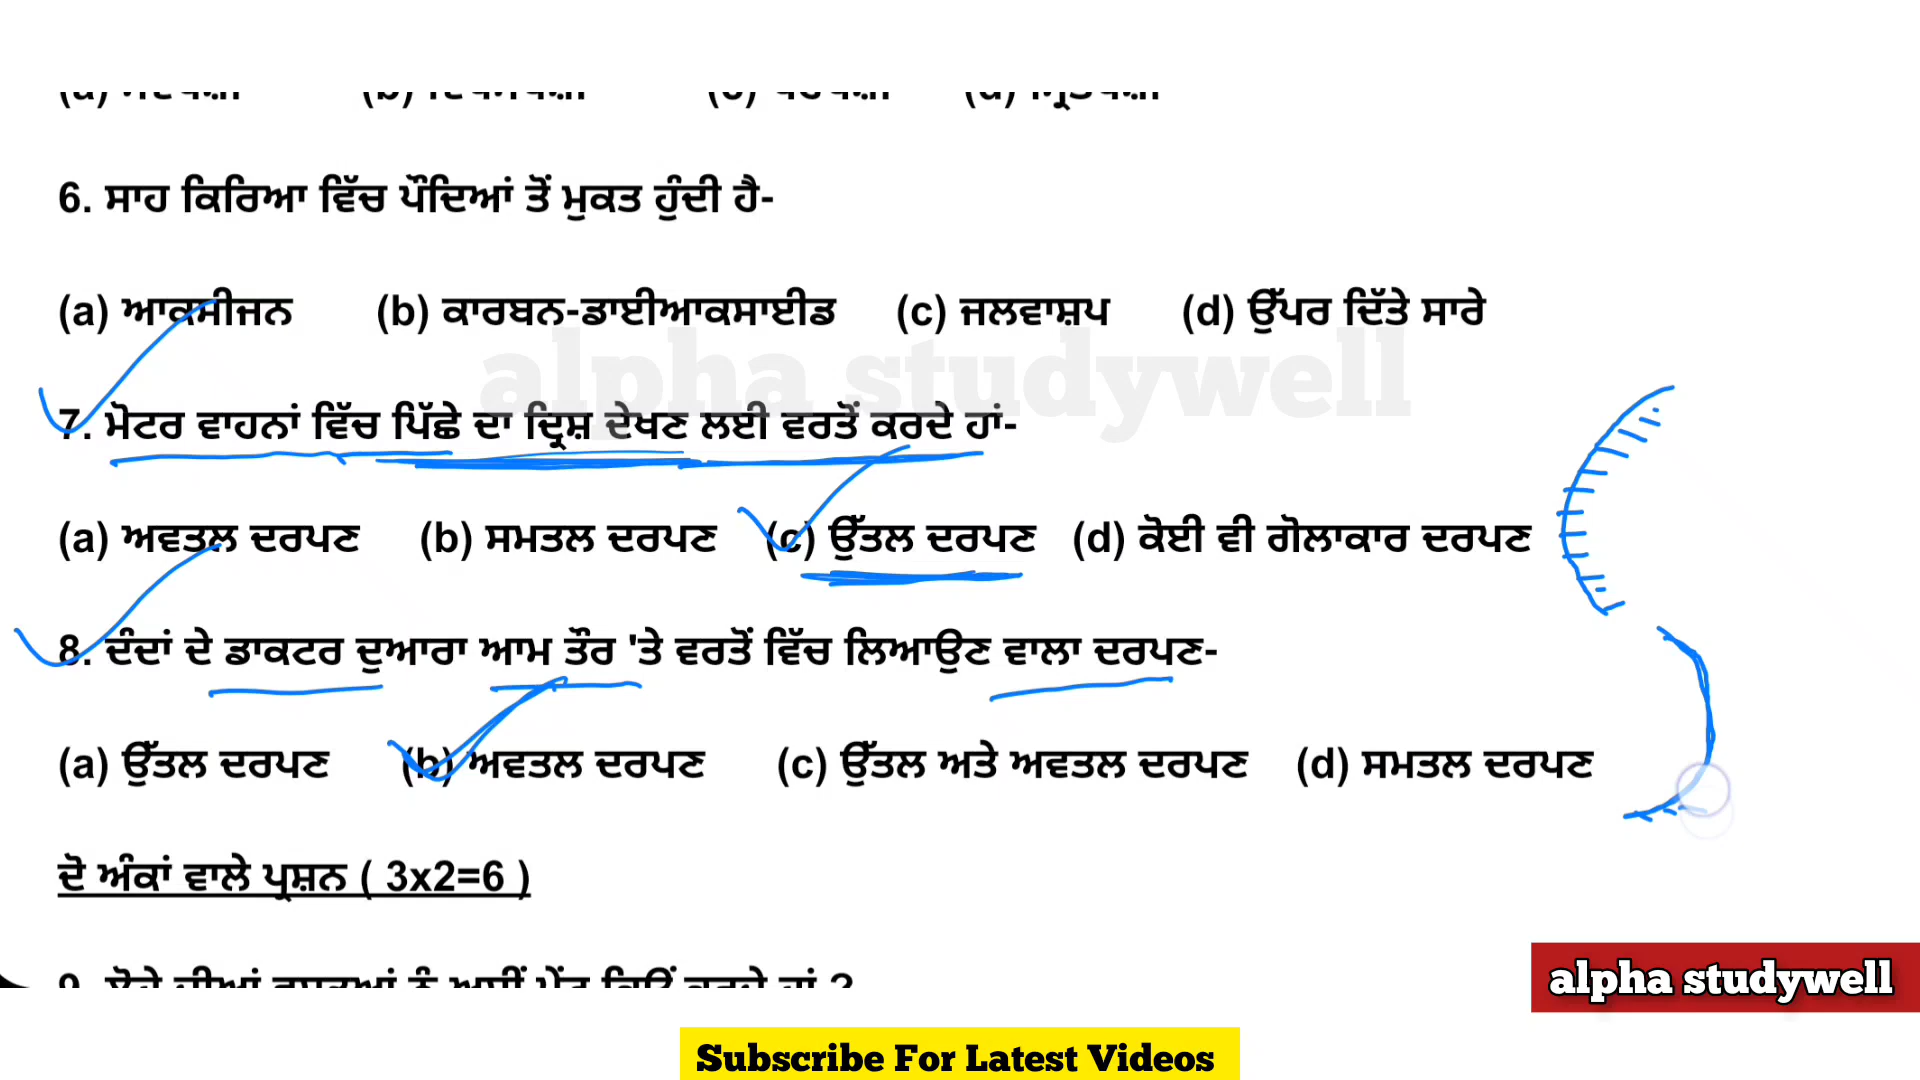 6. ਸਾਹ ਕਿਰਿਆ ਵਿੱਚ ਪੌਦਿਆਂ ਤੋਂ ਮੁਕਤ ਹੁੰਦੀ ਹੈ-
(a) ਆਕਸੀਜਨ (b) ਕਾਰਬਨ-ਡਾਈਆਕਸਾਈਡ (c) ਜਲਵਾਸ਼ਪ (d) ਉੱਪਰ ਦਿੱਤੇ ਸਾਰੇ
alpha studywell
7. ਮੋਟਰ ਵਾਹਨਾਂ ਵਿੱਚ ਪਿੱਛੇ ਦਾ ਦ੍ਰਿਸ਼ ਦੇਖਣ ਲਈ ਵਰਤੋਂ ਕਰਦੇ ਹਾਂ-
(a) ਅਵਤਲ ਦਰਪਣ (b) ਸਮਤਲ ਦਰਪਣ (c) ਉੱਤਲ ਦਰਪਣ (d) ਕੋਈ ਵੀ ਗੋਲਾਕਾਰ ਦਰਪਣ
8. ਦੰਦਾਂ ਦੇ ਡਾਕਟਰ ਦੁਆਰਾ ਆਮ ਤੌਰ 'ਤੇ ਵਰਤੋਂ ਵਿੱਚ ਲਿਆਉਣ ਵਾਲਾ ਦਰਪਣ-
(a) ਉੱਤਲ ਦਰਪਣ (b) ਅਵਤਲ ਦਰਪਣ (c) ਉੱਤਲ ਅਤੇ ਅਵਤਲ ਦਰਪਣ (d) ਸਮਤਲ ਦਰਪਣ
ਦੋ ਅੰਕਾਂ ਵਾਲੇ ਪ੍ਰਸ਼ਨ ( 3x2=6 )
alpha studywell
Subscribe For Latest Videos